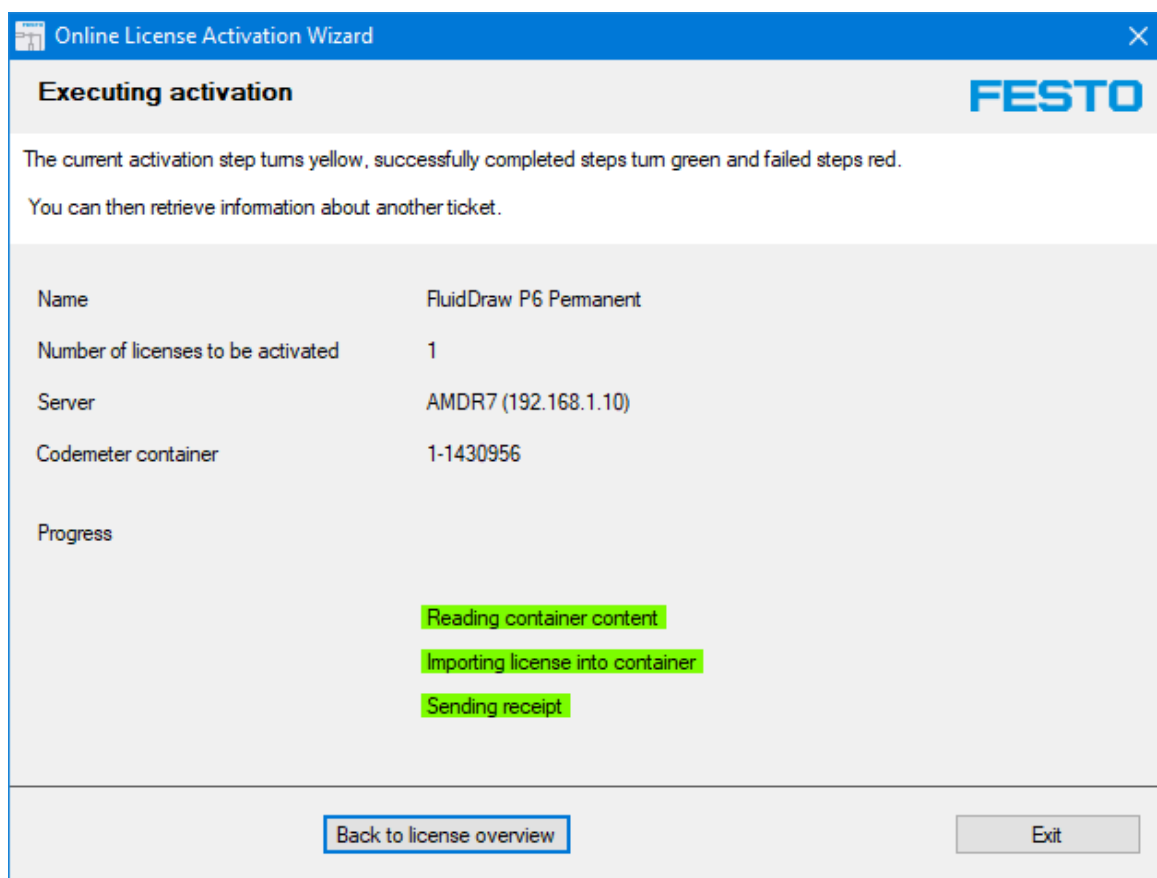 Online License Activation Wizard
Executing activation
FESTO
The current activation step turns yellow, successfully completed steps turn green and failed steps red.
You can then retrieve information about another ticket.
Name FluidDraw P6 Permanent
Number of licenses to be activated 1
Server AMDR7 (192.168.1.10)
Codemeter container 1-1430956
Progress
Reading container content
Importing license into container
Sending receipt
Back to license overview Exit